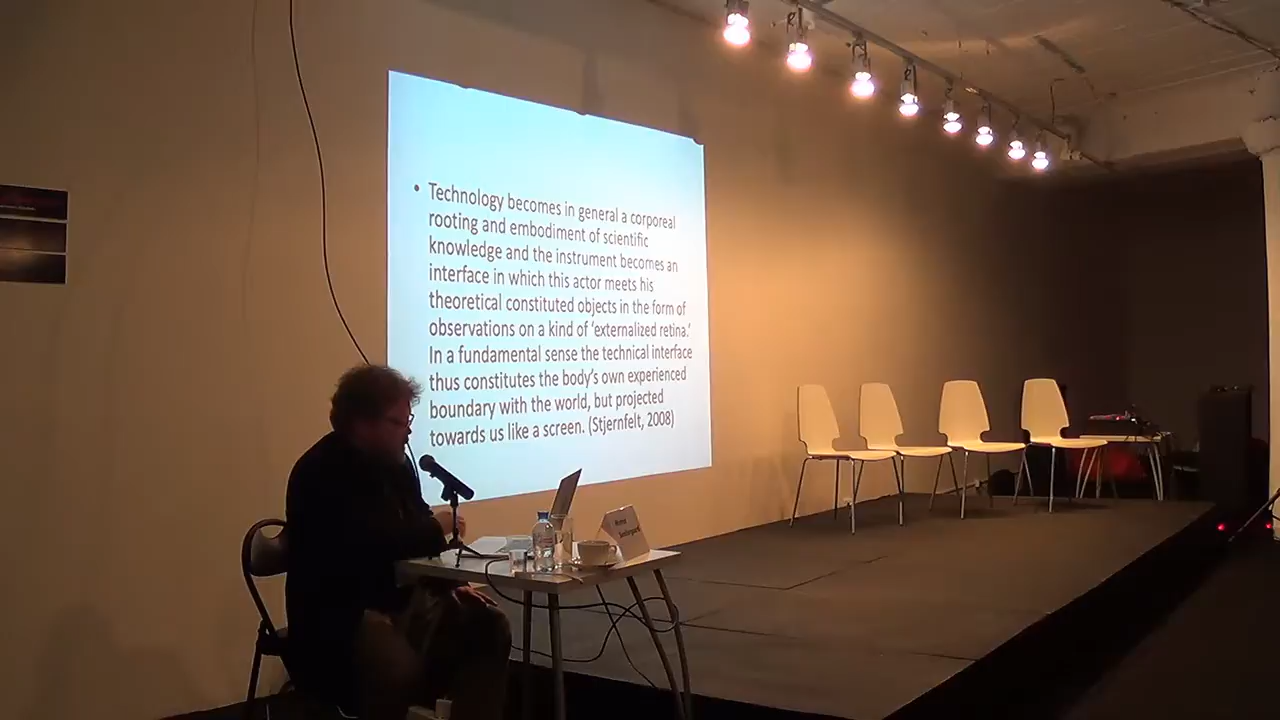 • Technology becomes in general a corporeal
rooting and embodiment of scientific
knowledge and the instrument becomes an
interface in which this actor meets his
theoretical constituted objects in the form of
observations on a kind of ‘externalized retina.’
In a fundamental sense the technical interface
thus constitutes the body’s own experienced
boundary with the world, but projected
towards us like a screen. (Stjernfelt, 2008)